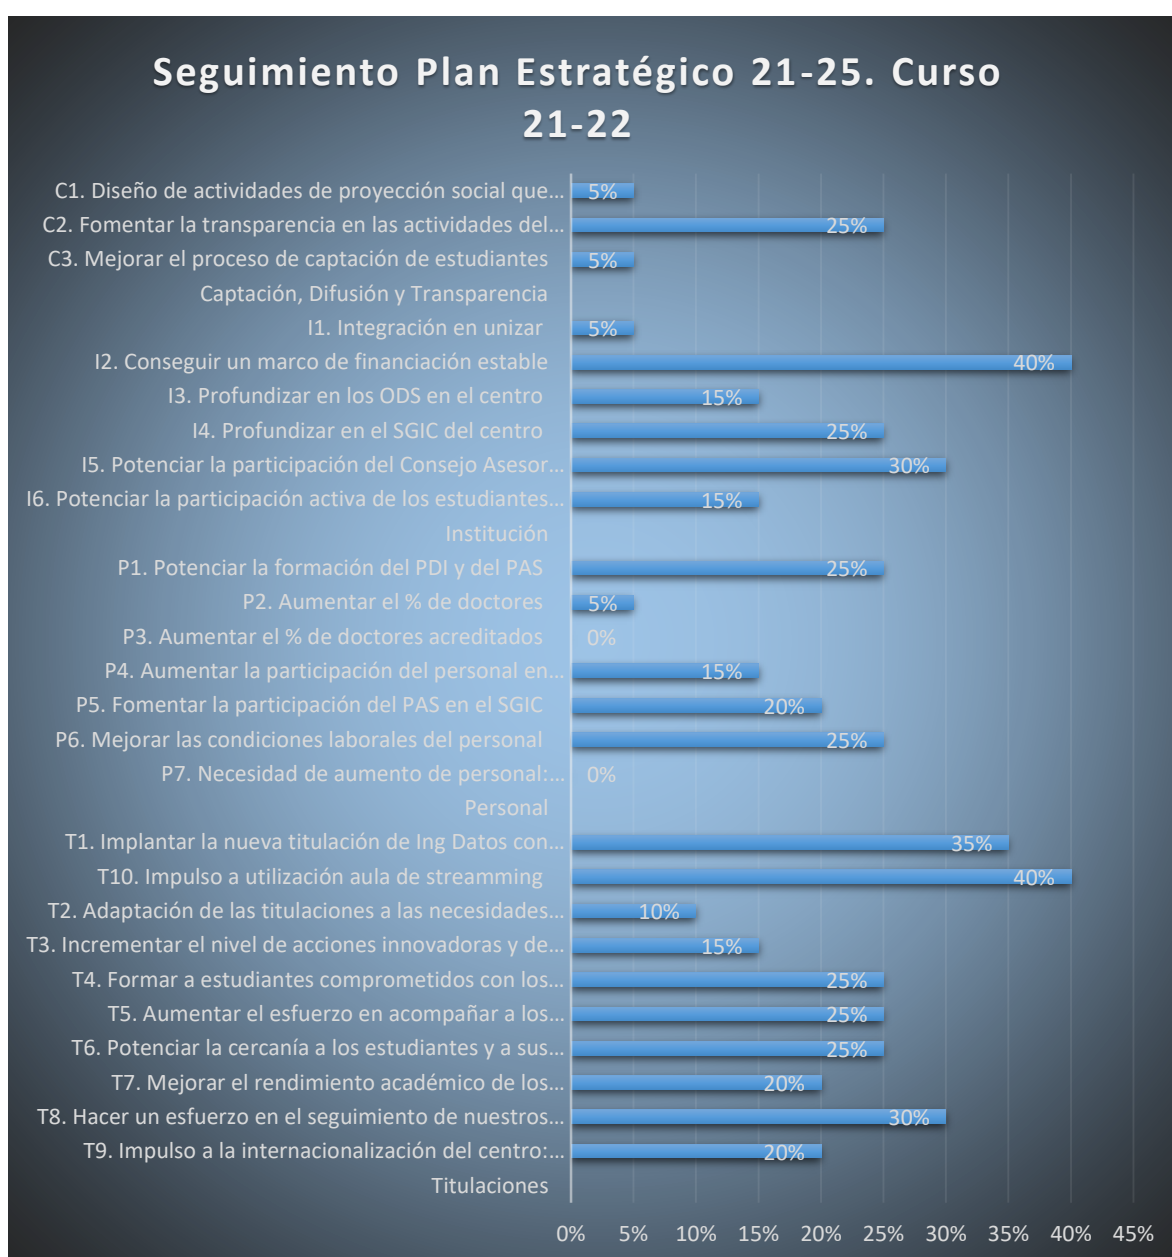 Seguimiento Plan Estratégico 21-25. Curso
21-22
C1. Diseño de actividades de proyección social que... 5%
C2. Fomentar la transparencia en las actividades del... 25%
C3. Mejorar el proceso de captación de estudiantes 5%
Captación, Difusión y Transparencia
I1. Integración en unizar 5%
I2. Conseguir un marco de financiación estable 40%
I3. Profundizar en los ODS en el centro 15%
I4. Profundizar en el SGIC del centro 25%
I5. Potenciar la participación del Consejo Asesor... 30%
I6. Potenciar la participación activa de los estudiantes... 15%
Institución
P1. Potenciar la formación del PDI y del PAS 25%
P2. Aumentar el % de doctores 5%
P3. Aumentar el % de doctores acreditados 0%
P4. Aumentar la participación del personal en... 15%
P5. Fomentar la participación del PAS en el SGIC 20%
P6. Mejorar las condiciones laborales del personal 25%
P7. Necesidad de aumento de personal:... 0%
Personal
T1. Implantar la nueva titulación de Ing Datos con... 35%
T10. Impulso a utilización aula de streamming 40%
T2. Adaptación de las titulaciones a las necesidades... 10%
T3. Incrementar el nivel de acciones innovadoras y de... 15%
T4. Formar a estudiantes comprometidos con los... 25%
T5. Aumentar el esfuerzo en acompañar a los... 25%
T6. Potenciar la cercanía a los estudiantes y a sus... 25%
T7. Mejorar el rendimiento académico de los... 20%
T8. Hacer un esfuerzo en el seguimiento de nuestros... 30%
T9. Impulso a la internacionalización del centro:... 20%
Titulaciones
0% 5% 10% 15% 20% 25% 30% 35% 40% 45%